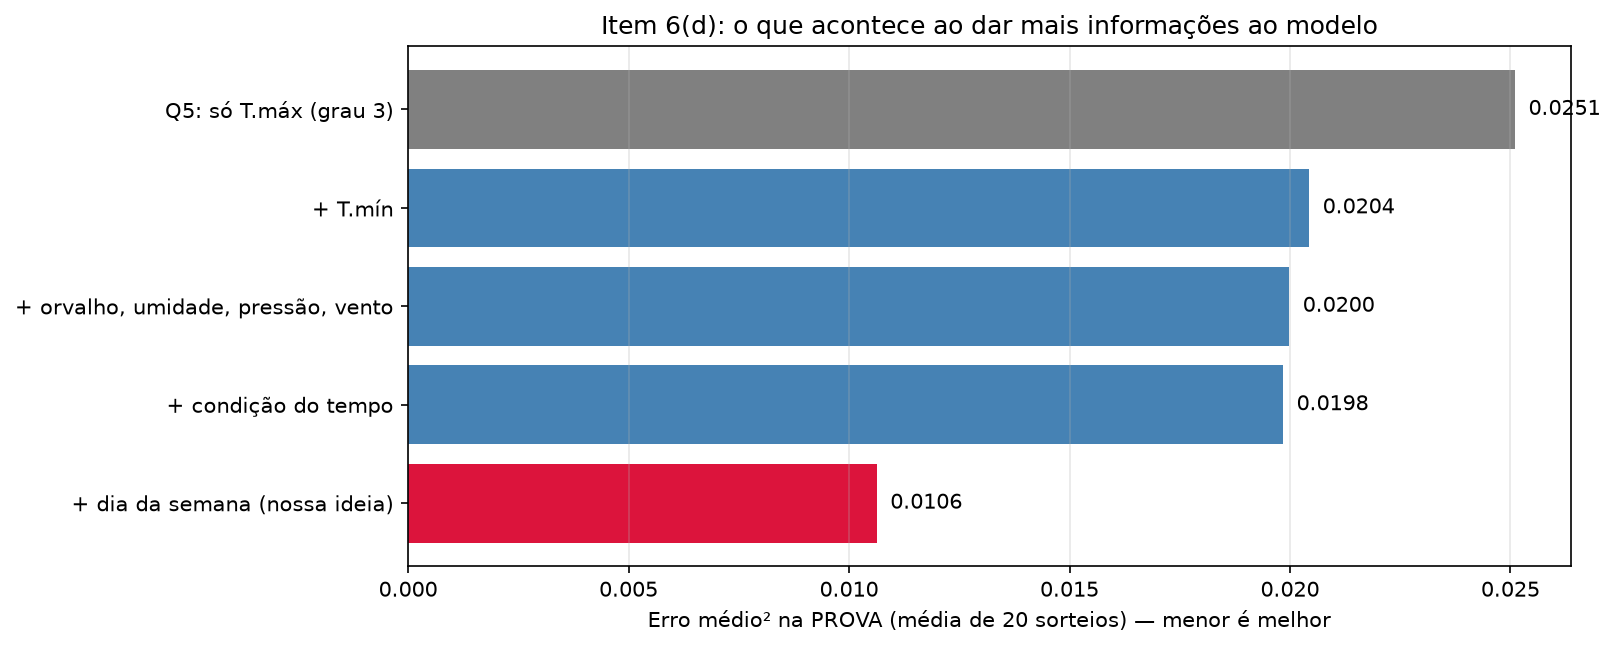 Item 6(d): o que acontece ao dar mais informações ao modelo
Q5: só T.máx (grau 3)
0.0251
+ T.mín
0.0204
+ orvalho, umidade, pressão, vento
0.0200
+ condição do tempo
0.0198
+ dia da semana (nossa ideia)
0.0106
0.000 0.005 0.010 0.015 0.020 0.025
Erro médio² na PROVA (média de 20 sorteios) — menor é melhor